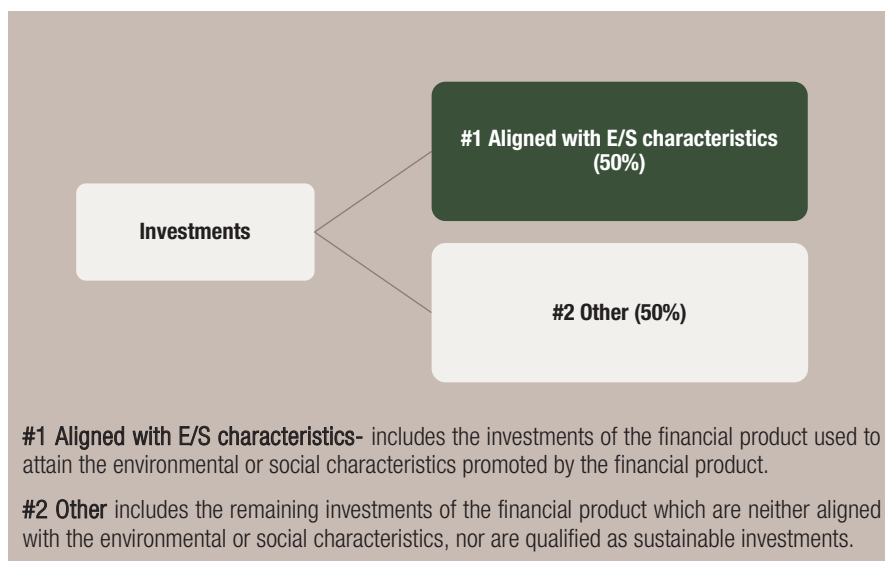 #1 Aligned with E/S characteristics
(50%)
Investments
#2 Other (50%)
#1 Aligned with E/S characteristics- includes the investments of the financial product used to
attain the environmental or social characteristics promoted by the financial product.
#2 Other includes the remaining investments of the financial product which are neither aligned
with the environmental or social characteristics, nor are qualified as sustainable investments.